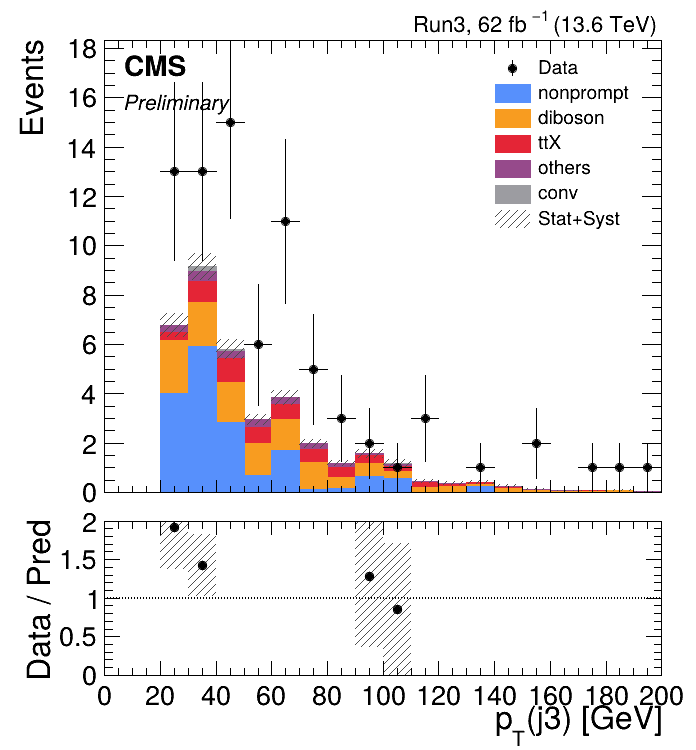 Run3, 62 fb⁻¹ (13.6 TeV)
Events
18
16
14
12
10
8
6
4
2
0
CMS
Preliminary
Data
nonprompt
diboson
ttX
others
conv
Stat+Syst
Data / Pred
2
1.5
1
0.5
0
0 20 40 60 80 100 120 140 160 180 200
p_T(j3) [GeV]